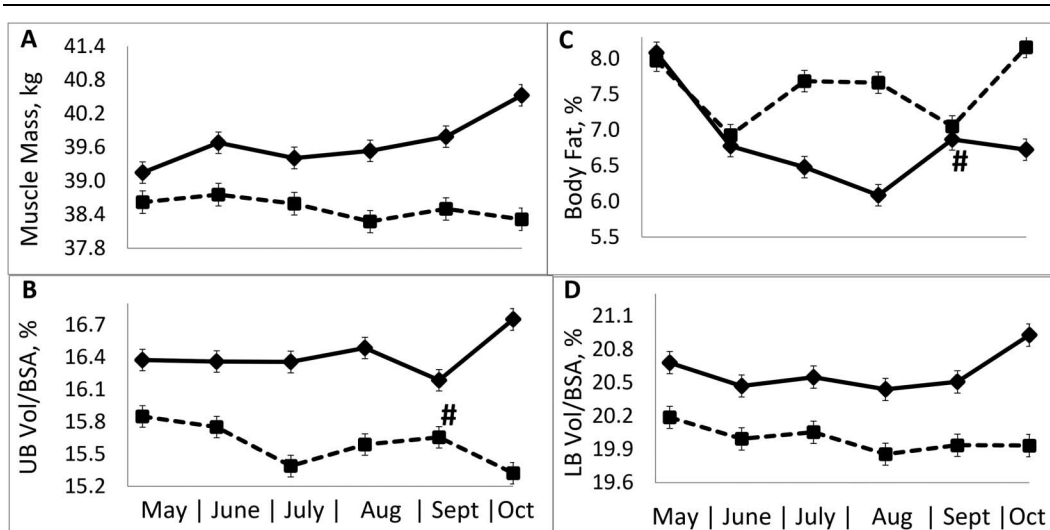 A
Muscle Mass, kg
41.4
40.8
40.2
39.6
39.0
38.4
37.8
C
Body Fat, %
8.0
7.5
7.0
6.5
6.0
5.5
#
B
UB Vol/BSA, %
16.7
16.4
16.1
15.8
15.5
15.2
#
May | June | July | Aug | Sept |Oct
D
LB Vol/BSA, %
21.1
20.8
20.5
20.2
19.9
19.6
May | June | July | Aug | Sept |Oct